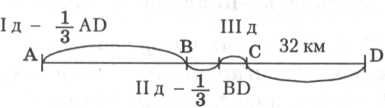 I д – 1/3 AD
III д
A B C 32 км D
II д – 1/3 BD